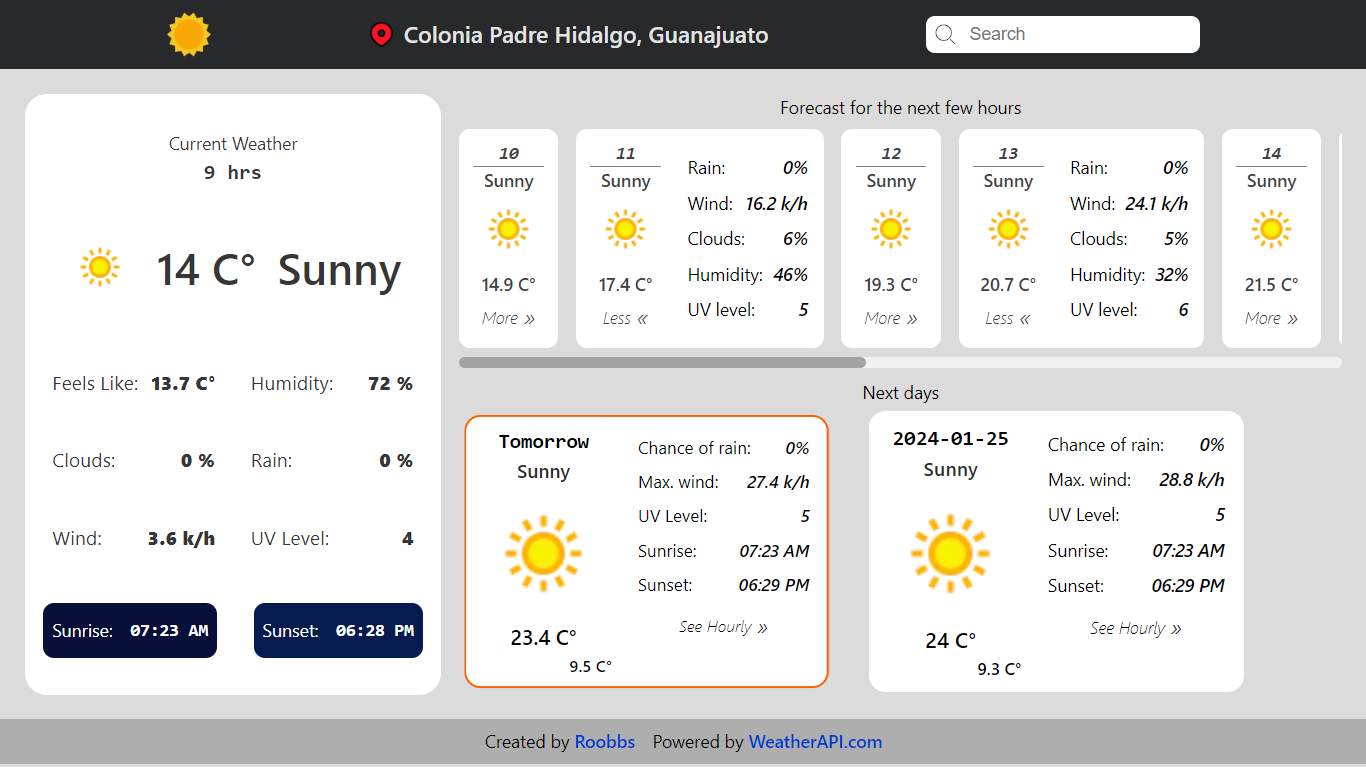 Colonia Padre Hidalgo, Guanajuato
Search
Current Weather
9 hrs
14 C° Sunny
Feels Like: 13.7 C° Humidity: 72 %
Clouds: 0 % Rain: 0 %
Wind: 3.6 k/h UV Level: 4
Sunrise: 07:23 AM Sunset: 06:28 PM
Forecast for the next few hours
10
Sunny
14.9 C°
More »
11
Sunny
17.4 C°
Less «
Rain: 0%
Wind: 16.2 k/h
Clouds: 6%
Humidity: 46%
UV level: 5
12
Sunny
19.3 C°
More »
13
Sunny
20.7 C°
Less «
Rain: 0%
Wind: 24.1 k/h
Clouds: 5%
Humidity: 32%
UV level: 6
14
Sunny
21.5 C°
More »
Next days
Tomorrow
Sunny
23.4 C°
9.5 C°
Chance of rain: 0%
Max. wind: 27.4 k/h
UV Level: 5
Sunrise: 07:23 AM
Sunset: 06:29 PM
See Hourly »
2024-01-25
Sunny
24 C°
9.3 C°
Chance of rain: 0%
Max. wind: 28.8 k/h
UV Level: 5
Sunrise: 07:23 AM
Sunset: 06:29 PM
See Hourly »
Created by Roobbs Powered by WeatherAPI.com